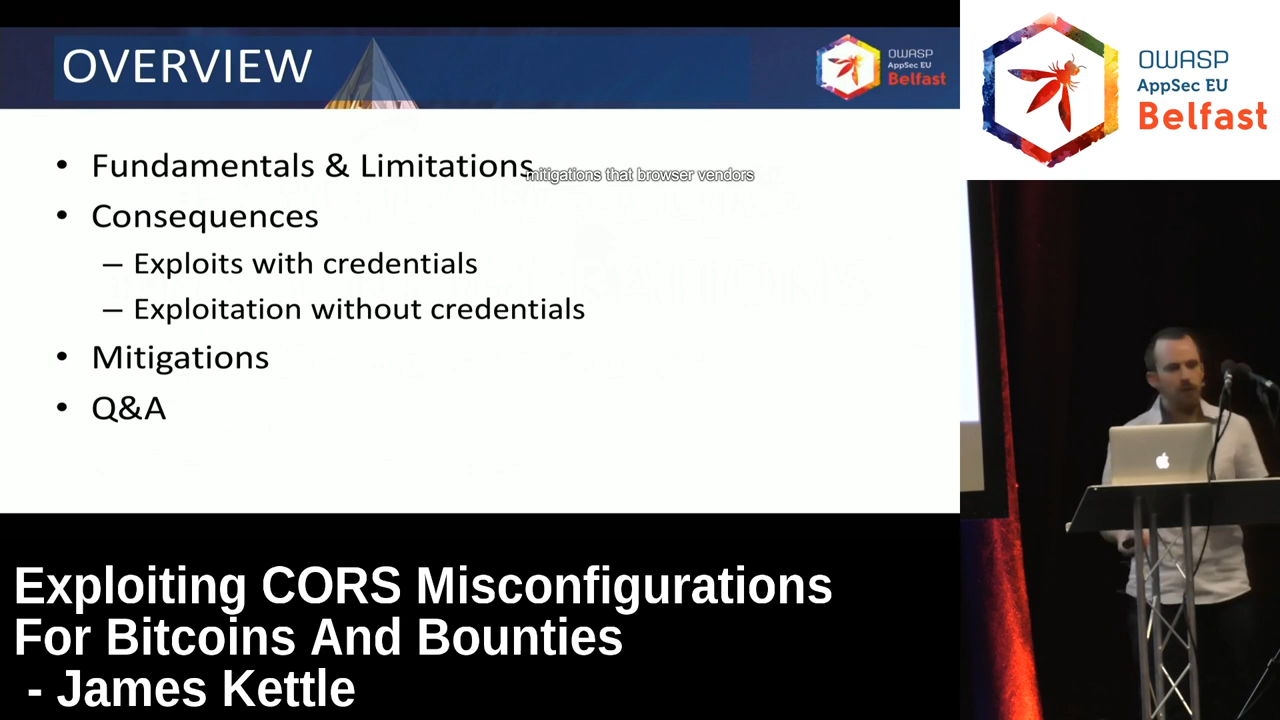 OVERVIEW
OWASP
AppSec EU
Belfast
• Fundamentals & Limitations
mitigations that browser vendors
• Consequences
– Exploits with credentials
– Exploitation without credentials
• Mitigations
• Q&A
OWASP
AppSec EU
Belfast
Exploiting CORS Misconfigurations
For Bitcoins And Bounties
- James Kettle